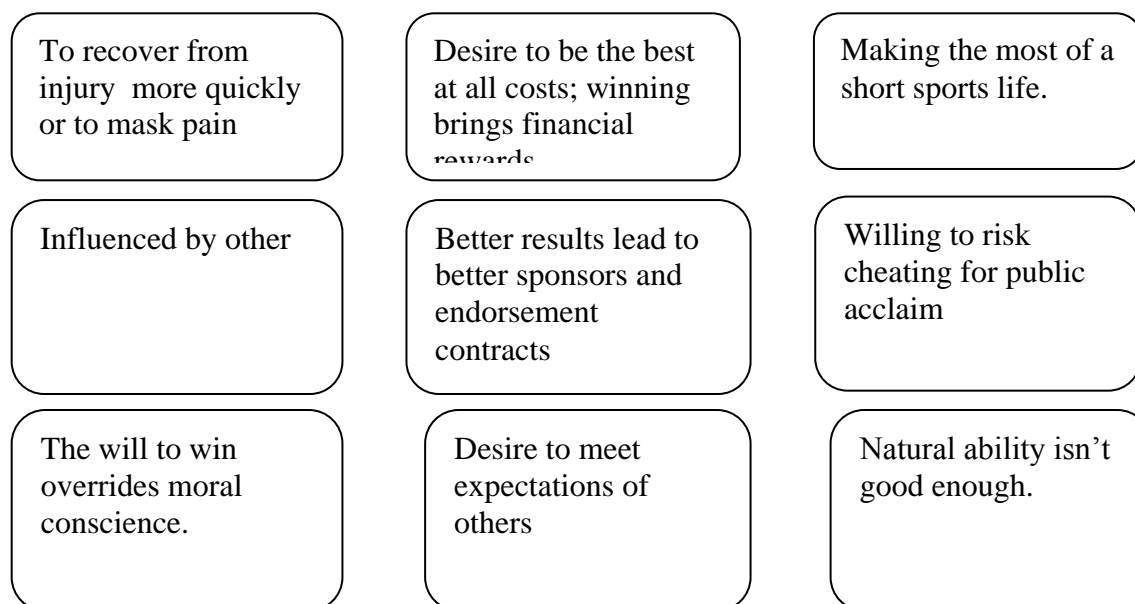 To recover from
injury  more quickly
or to mask pain
Desire to be the best
at all costs; winning
brings financial
rewards
Making the most of a
short sports life.
Influenced by other
Better results lead to
better sponsors and
endorsement
contracts
Willing to risk
cheating for public
acclaim
The will to win
overrides moral
conscience.
Desire to meet
expectations of
others
Natural ability isn’t
good enough.